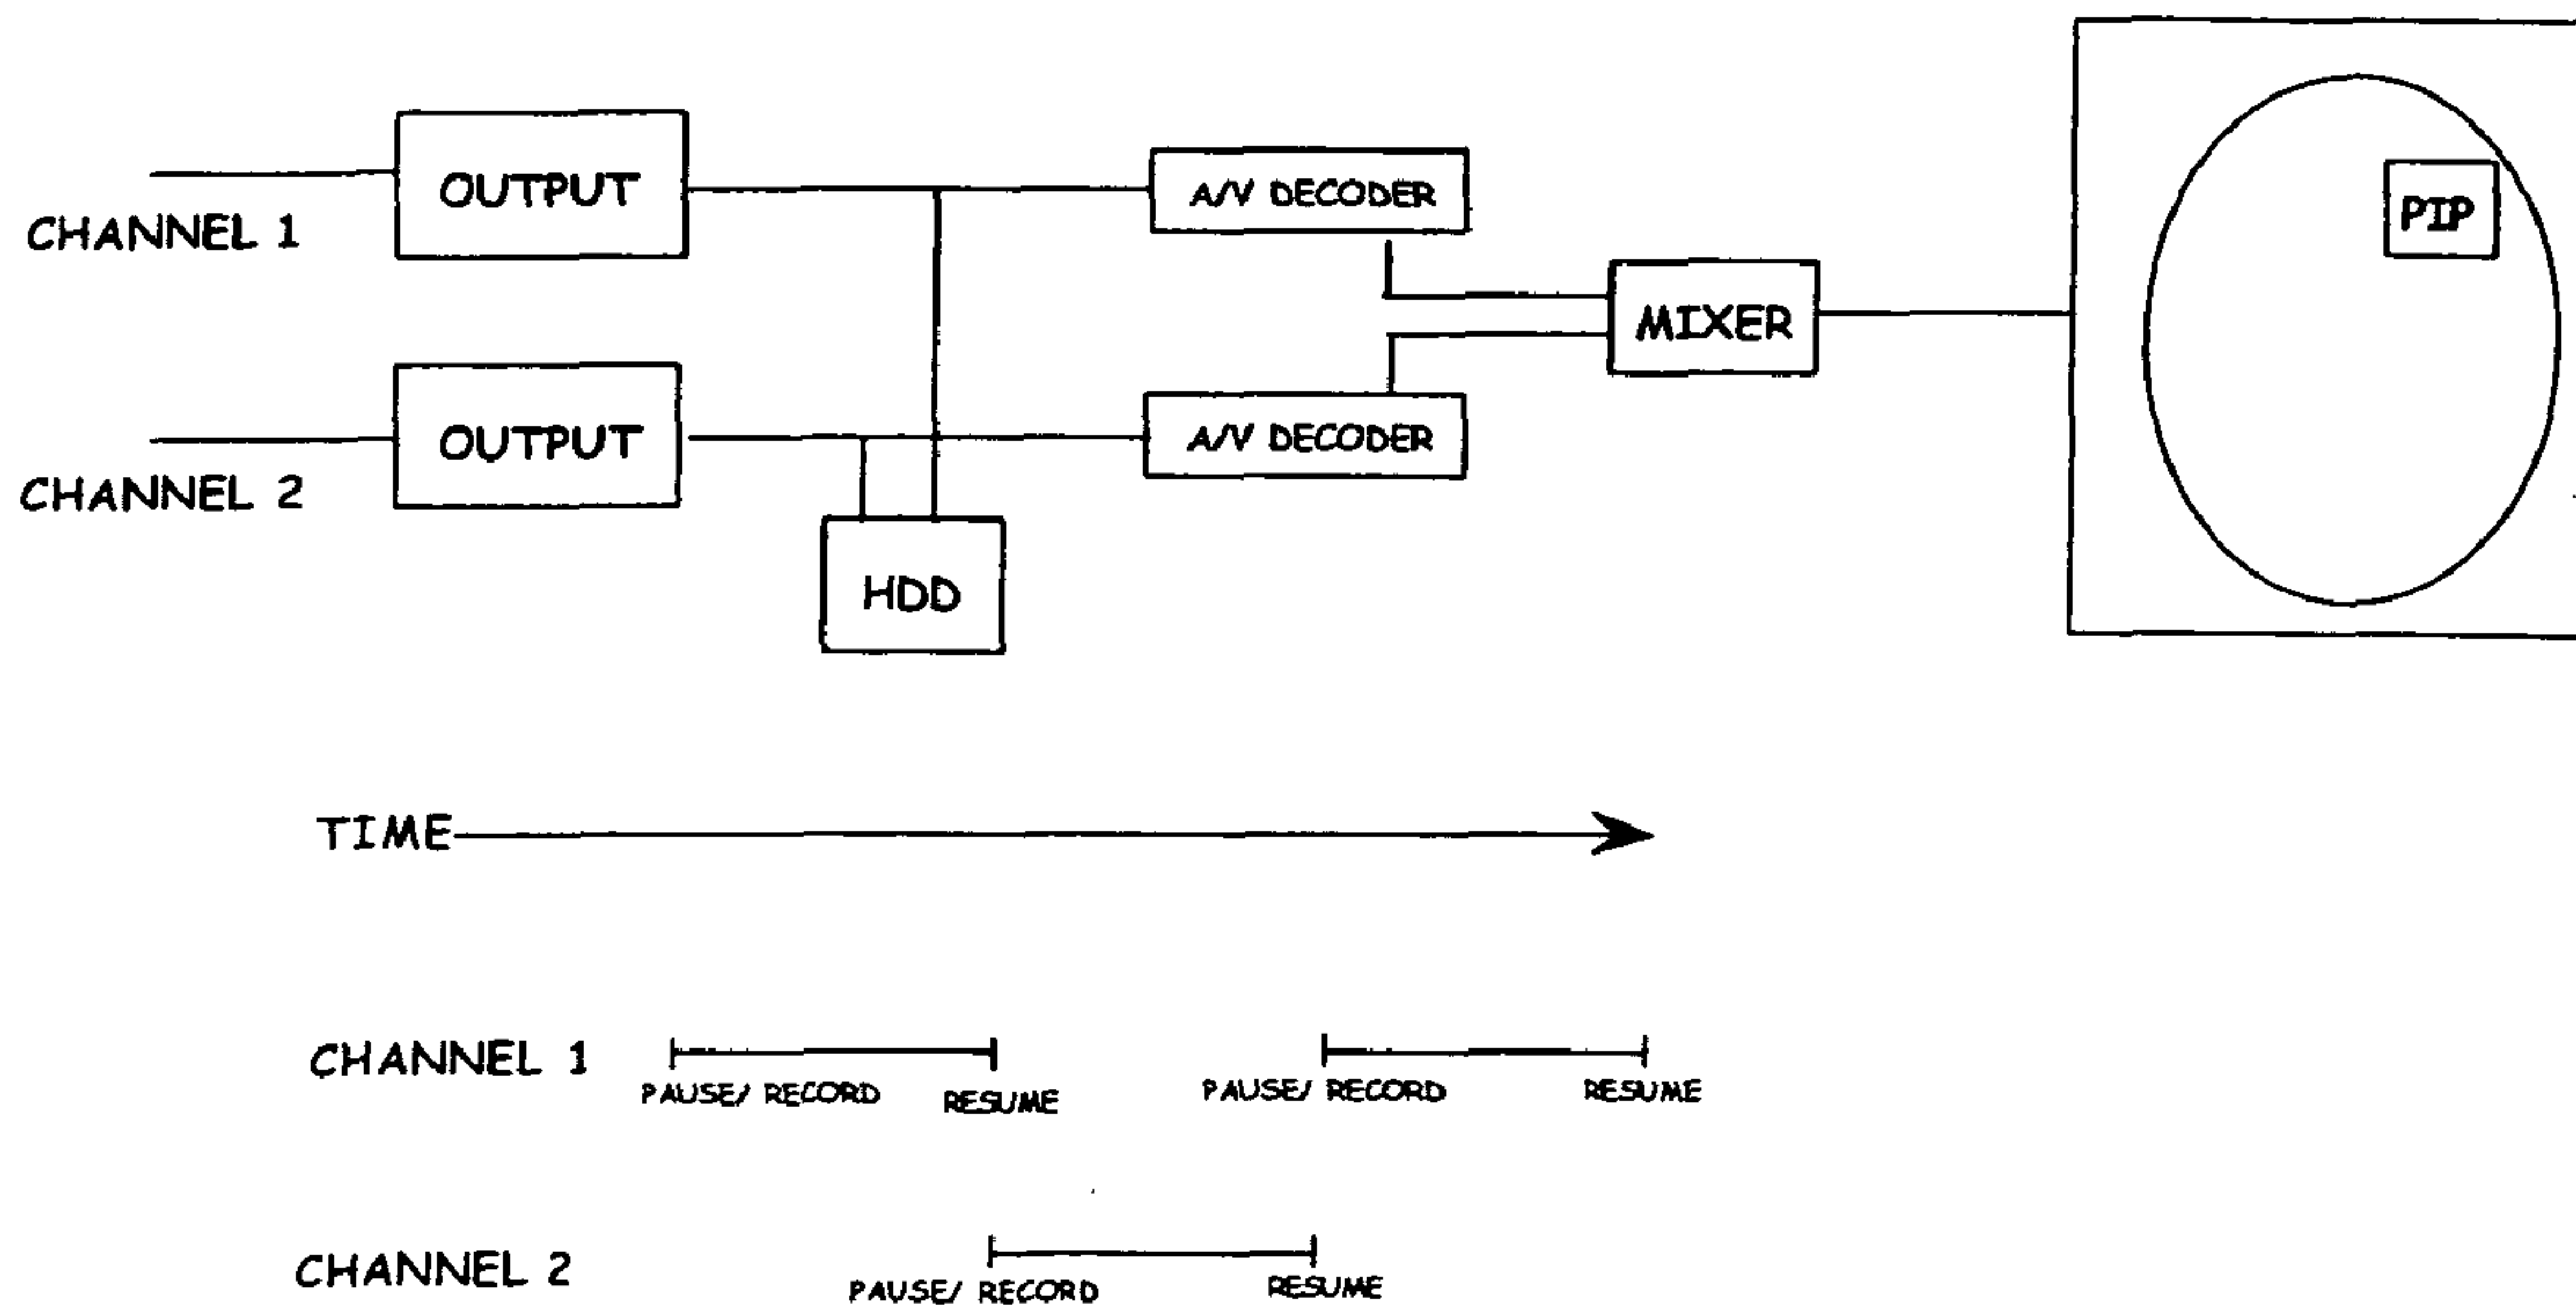 OUTPUT
A/V DECODER
PIP
CHANNEL 1
MIXER
OUTPUT
A/V DECODER
CHANNEL 2
HDD
TIME
CHANNEL 1
PAUSE/ RECORD
RESUME
PAUSE/ RECORD
RESUME
CHANNEL 2
PAUSE/ RECORD
RESUME